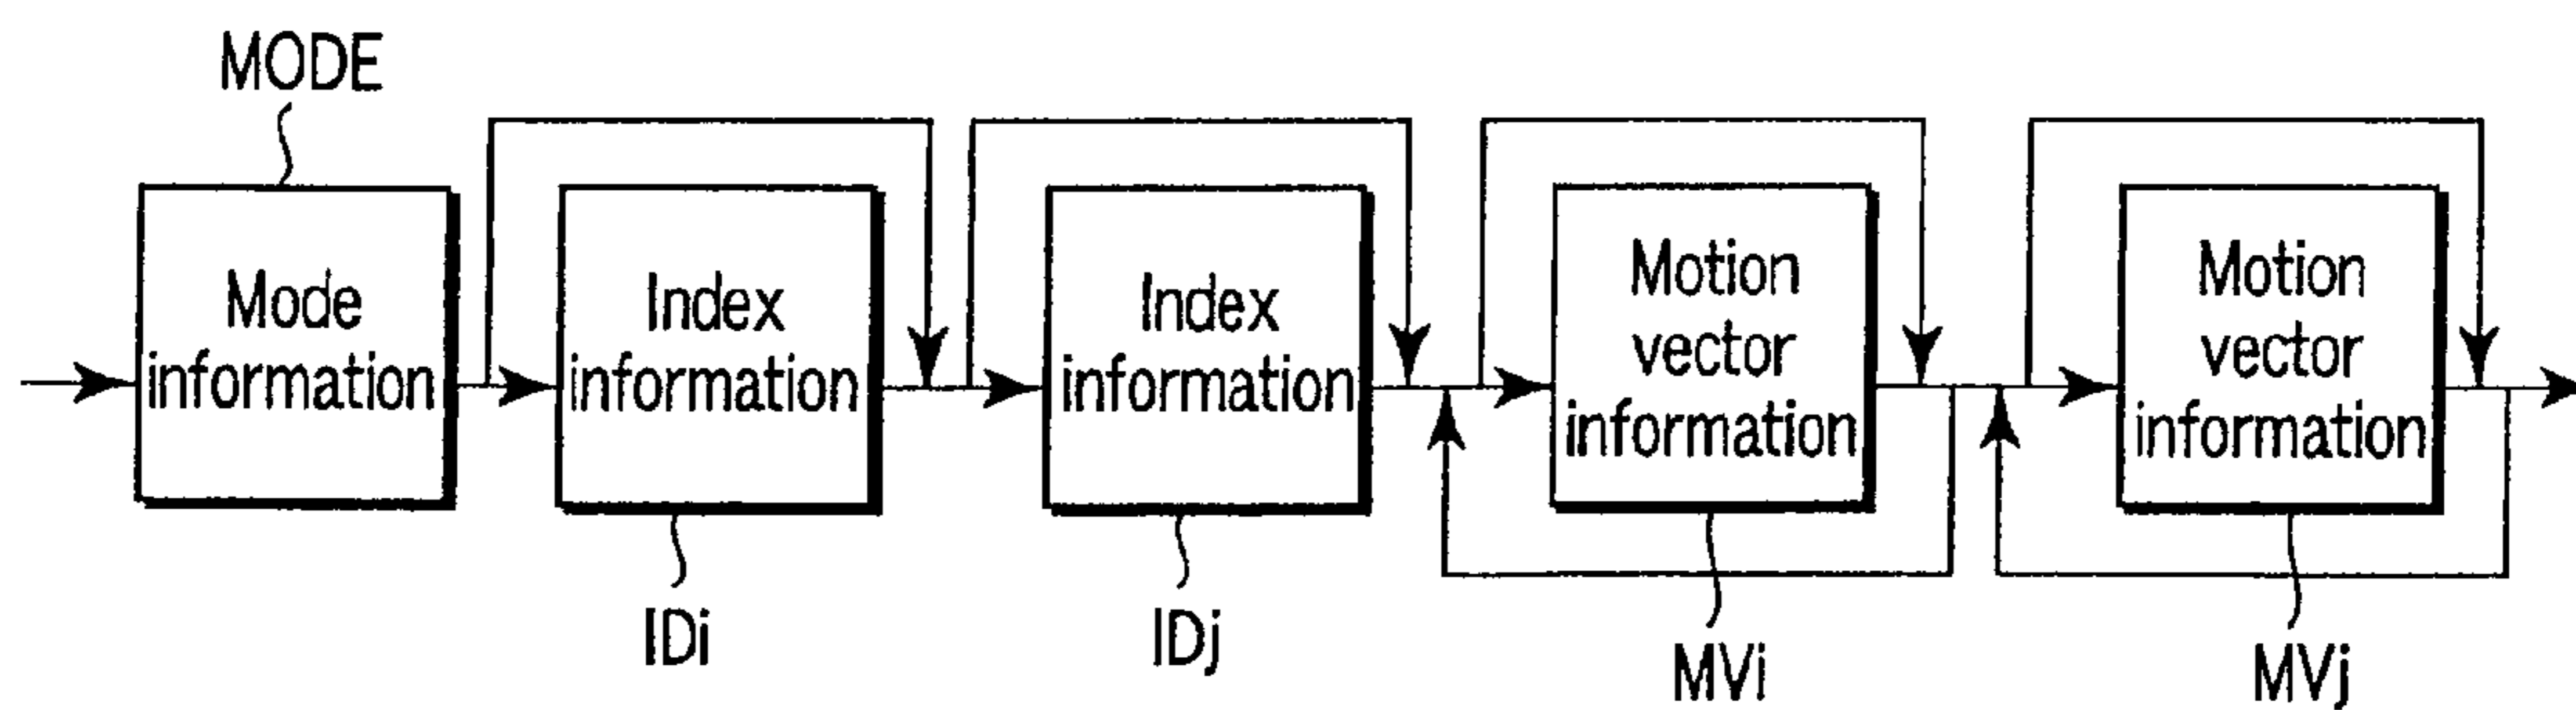 MODE
Mode
information
Index
information
Index
information
Motion
vector
information
Motion
vector
information
IDi
IDj
MVi
MVj